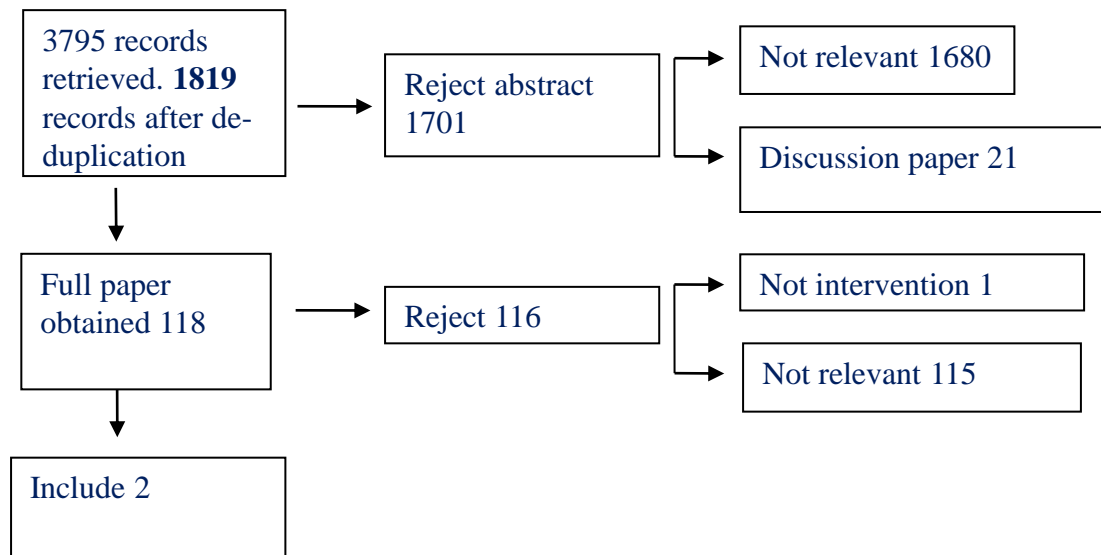 3795 records
retrieved. 1819
records after de-
duplication
Reject abstract
1701
Not relevant 1680
Discussion paper 21
Full paper
obtained 118
Reject 116
Not intervention 1
Not relevant 115
Include 2